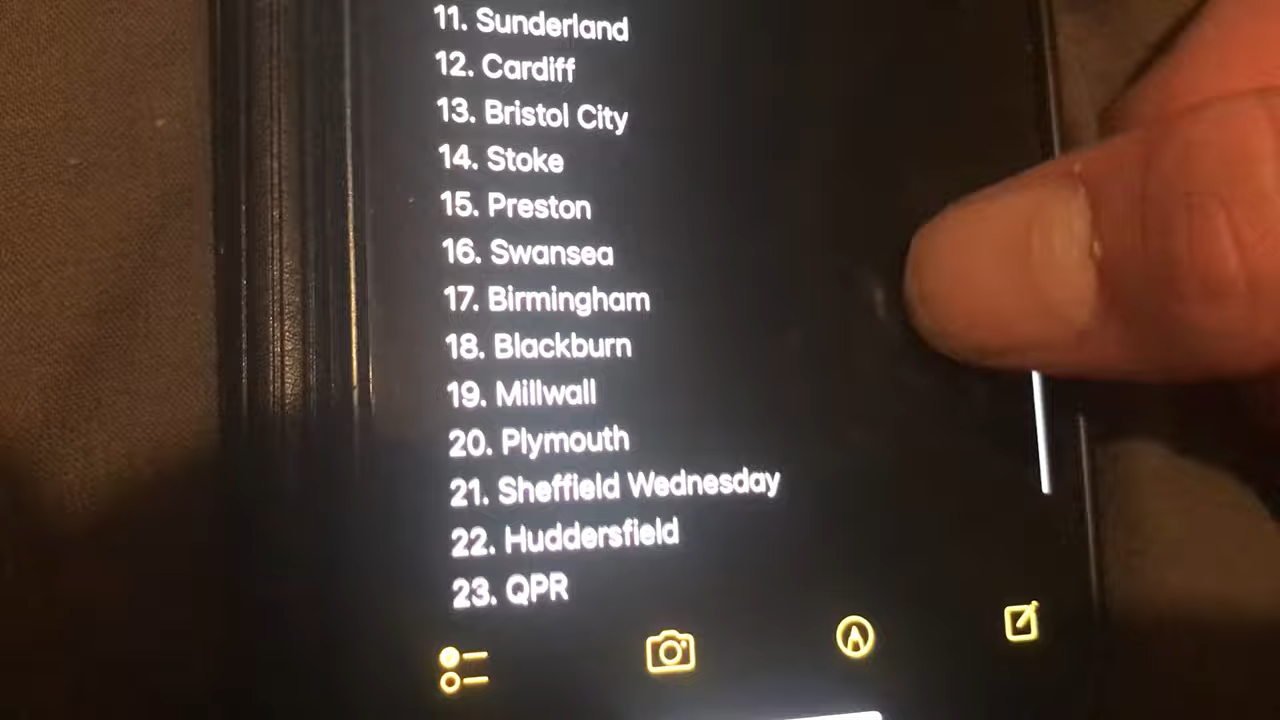 11. Sunderland
12. Cardiff
13. Bristol City
14. Stoke
15. Preston
16. Swansea
17. Birmingham
18. Blackburn
19. Millwall
20. Plymouth
21. Sheffield Wednesday
22. Huddersfield
23. QPR